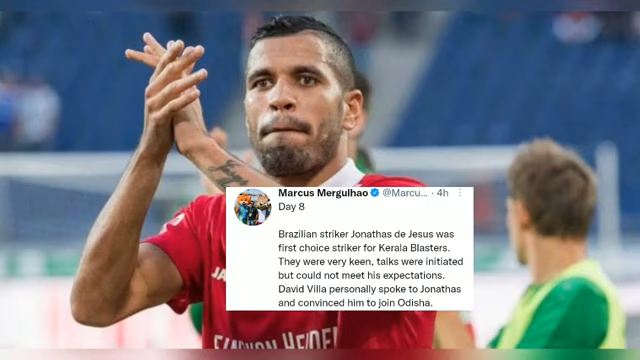 Marcus Mergulhao @Marcu... · 4h
Day 8
Brazilian striker Jonathas de Jesus was
first choice striker for Kerala Blasters.
They were very keen, talks were initiated
but could not meet his expectations.
David Villa personally spoke to Jonathas
and convinced him to join Odisha.
JA